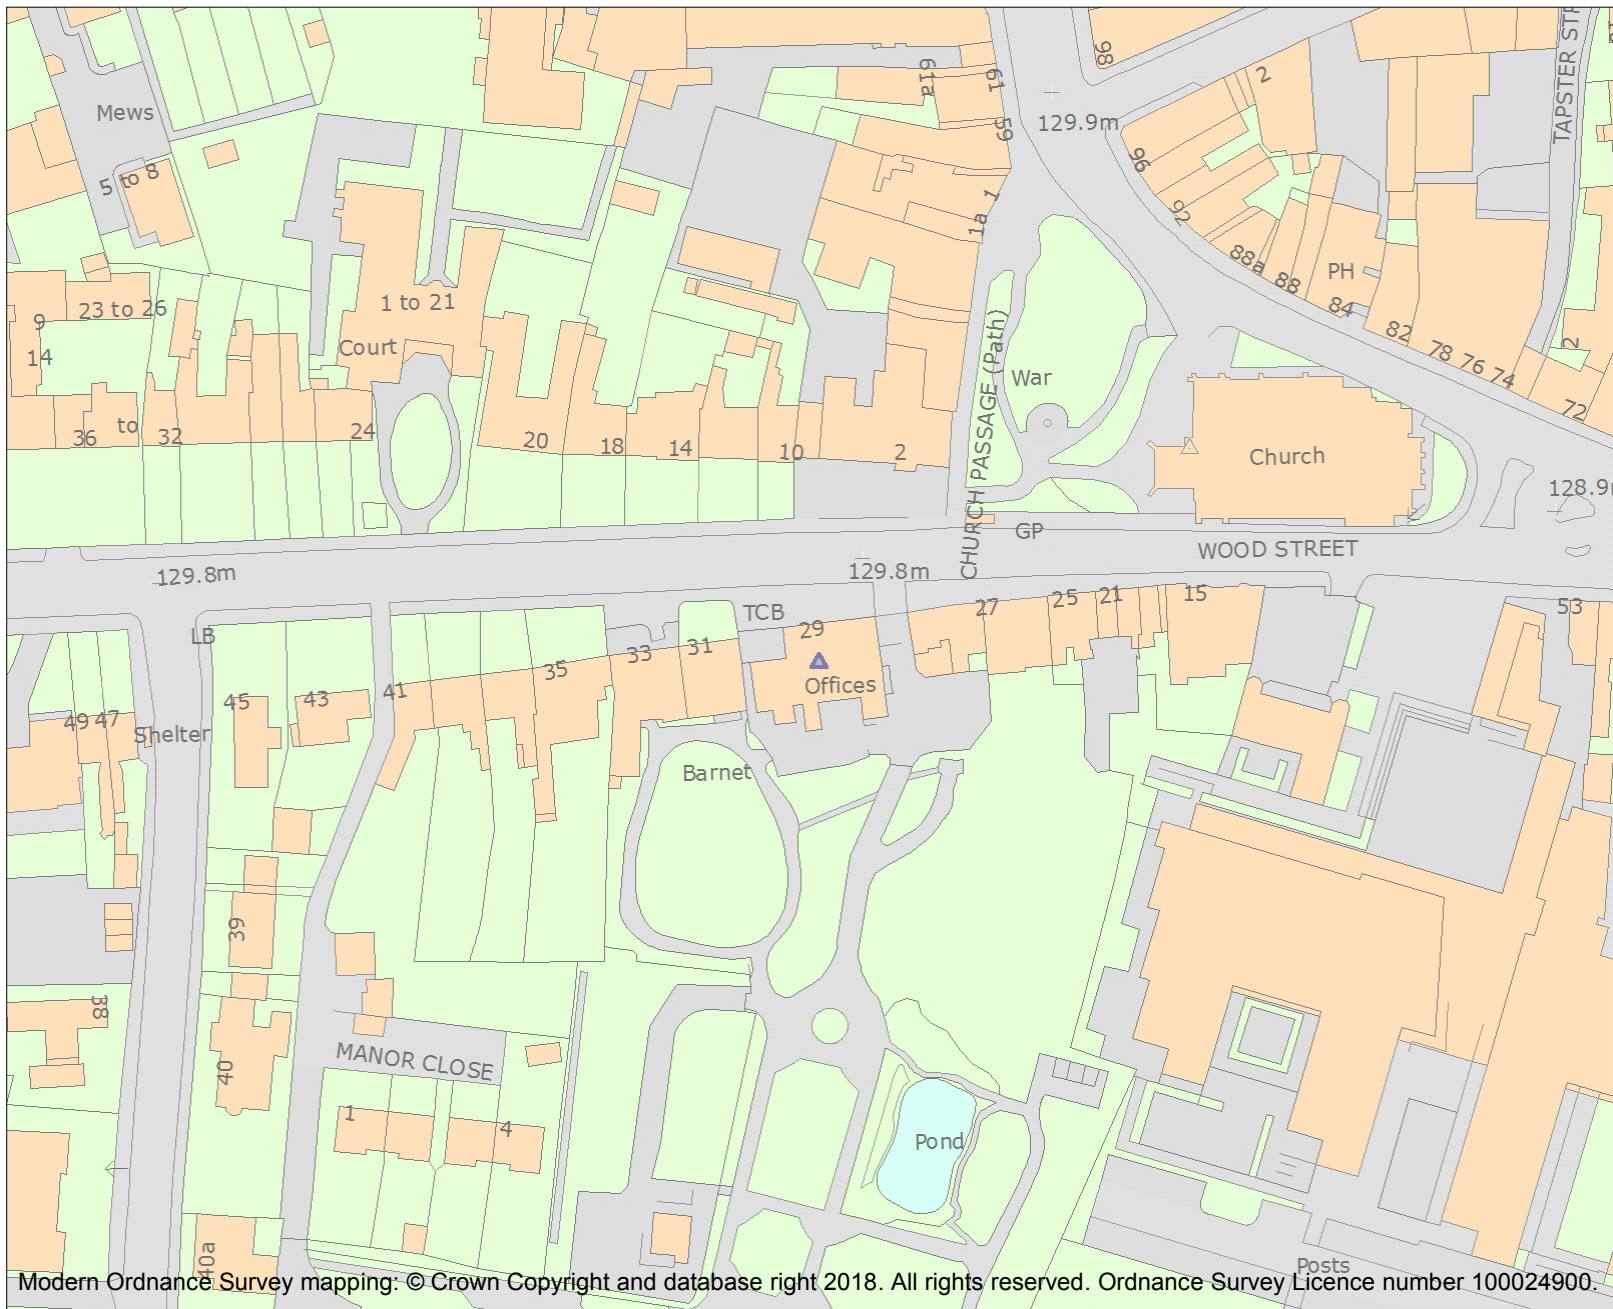 Mews
5 to 8
61a
61
59
98
129.9m
2
TAPSTER STR
96
92
1a 1
88a
88
PH
84
82
78 76 74
72
2
9
14
23 to 26
1 to 21
Court
36 to 32
24
20
18
14
10
2
War
CHURCH PASSAGE (Path)
Church
128.9m
GP
WOOD STREET
129.8m
129.8m
LB
TCB
29
27
25
21
15
53
45
43
41
35
33
31
Offices
49 47
Shelter
Barnet
39
38
40
MANOR CLOSE
1
4
Pond
40a
Posts
Modern Ordnance Survey mapping: © Crown Copyright and database right 2018. All rights reserved. Ordnance Survey Licence number 100024900.